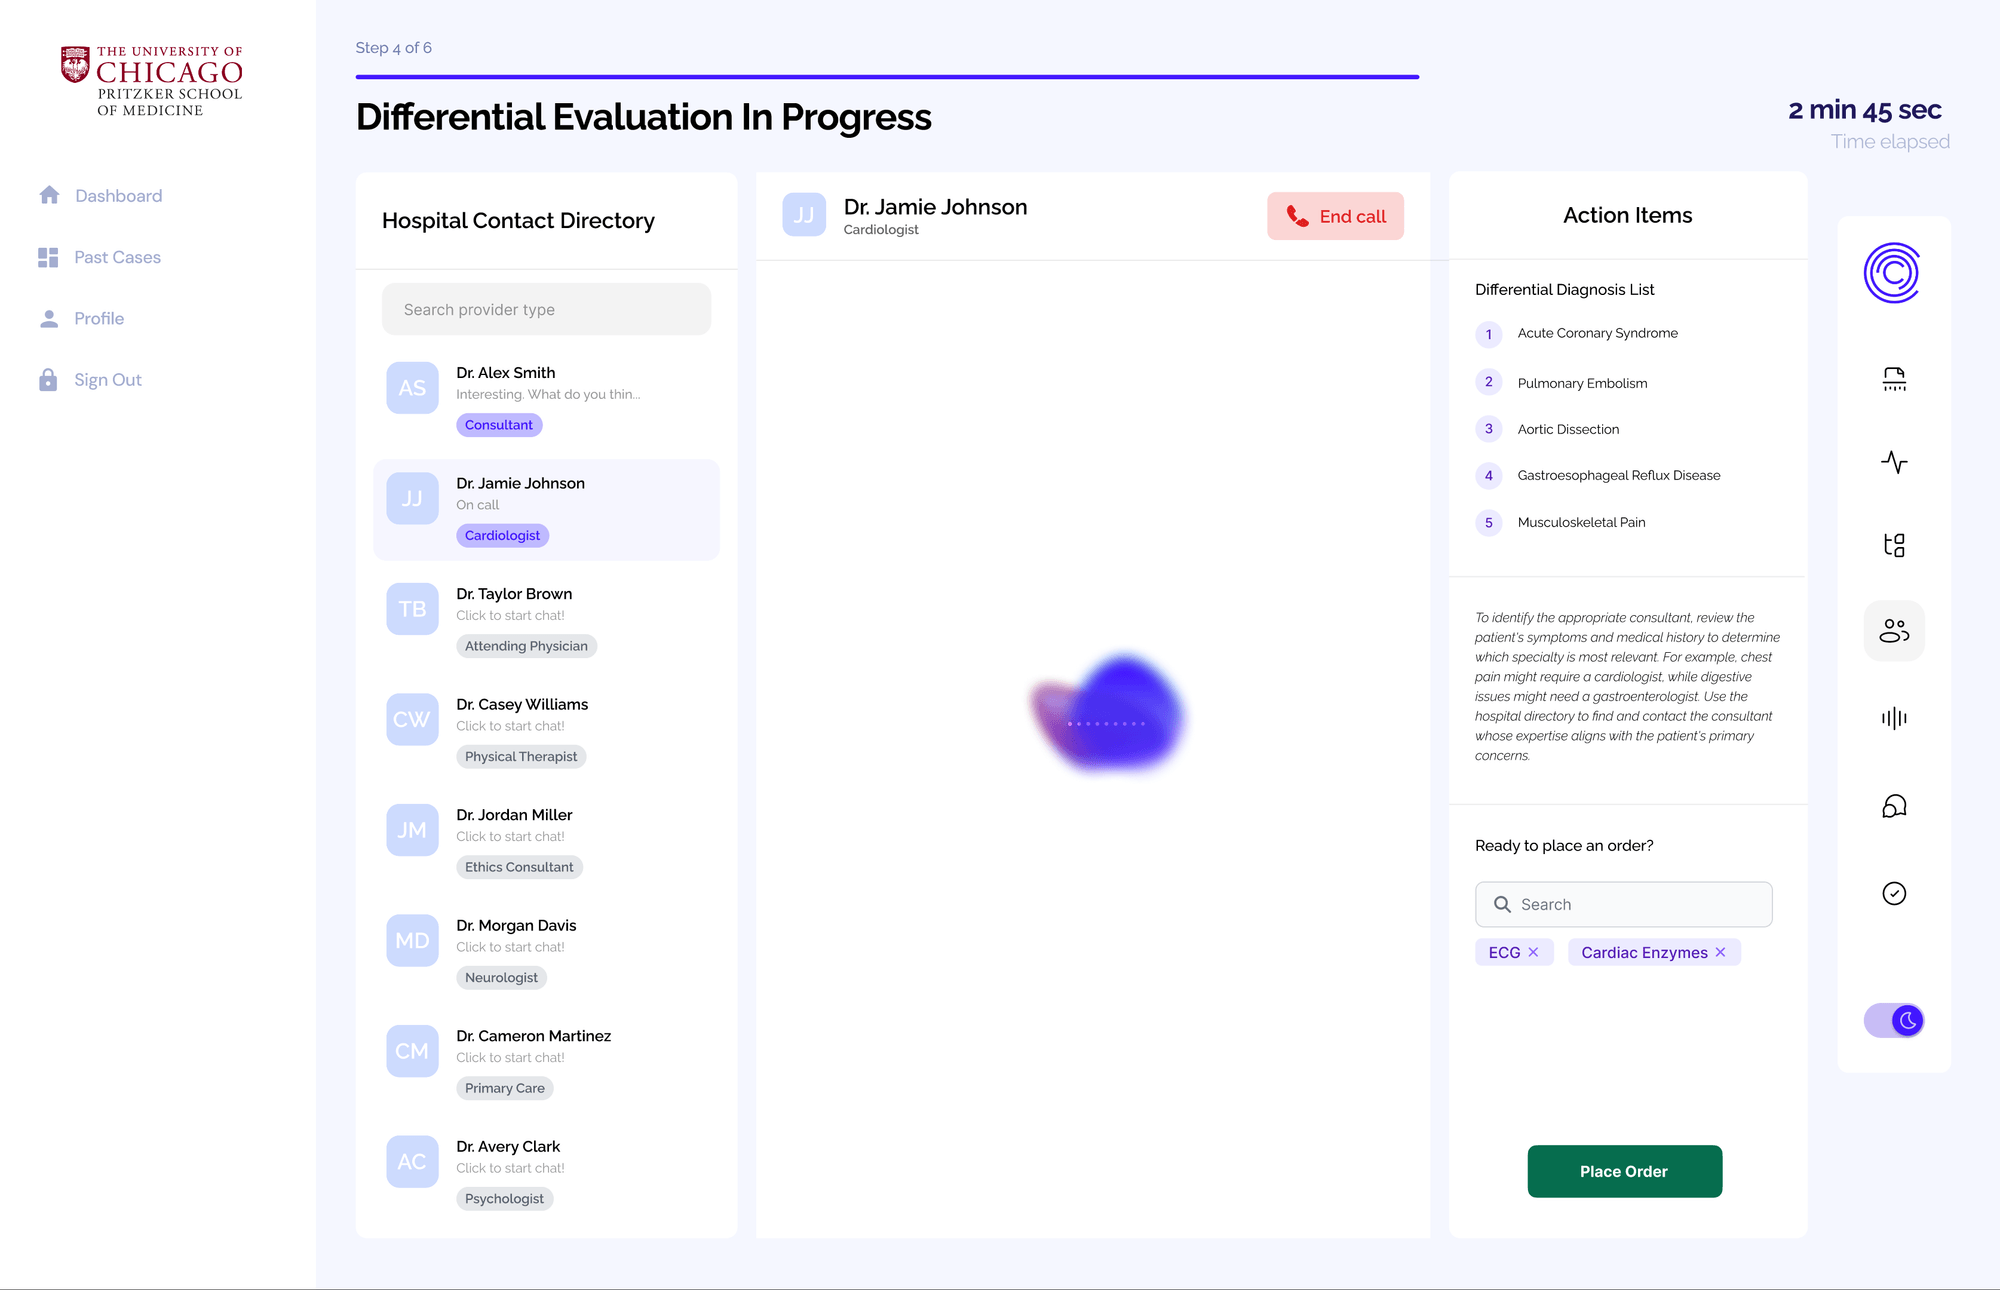 THE UNIVERSITY OF
CHICAGO
PRITZKER SCHOOL
OF MEDICINE
Dashboard
Past Cases
Profile
Sign Out
Step 4 of 6
Differential Evaluation In Progress
2 min 45 sec
Time elapsed
Hospital Contact Directory
Search provider type
AS
Dr. Alex Smith
Interesting. What do you thin...
Consultant
JJ
Dr. Jamie Johnson
On call
Cardiologist
TB
Dr. Taylor Brown
Click to start chat!
Attending Physician
CW
Dr. Casey Williams
Click to start chat!
Physical Therapist
JM
Dr. Jordan Miller
Click to start chat!
Ethics Consultant
MD
Dr. Morgan Davis
Click to start chat!
Neurologist
CM
Dr. Cameron Martinez
Click to start chat!
Primary Care
AC
Dr. Avery Clark
Click to start chat!
Psychologist
JJ
Dr. Jamie Johnson
Cardiologist
End call
Action Items
Differential Diagnosis List
1 Acute Coronary Syndrome
2 Pulmonary Embolism
3 Aortic Dissection
4 Gastroesophageal Reflux Disease
5 Musculoskeletal Pain
To identify the appropriate consultant, review the
patient's symptoms and medical history to determine
which specialty is most relevant. For example, chest
pain might require a cardiologist, while digestive
issues might need a gastroenterologist. Use the
hospital directory to find and contact the consultant
whose expertise aligns with the patient's primary
concerns.
Ready to place an order?
Search
ECG × Cardiac Enzymes ×
Place Order